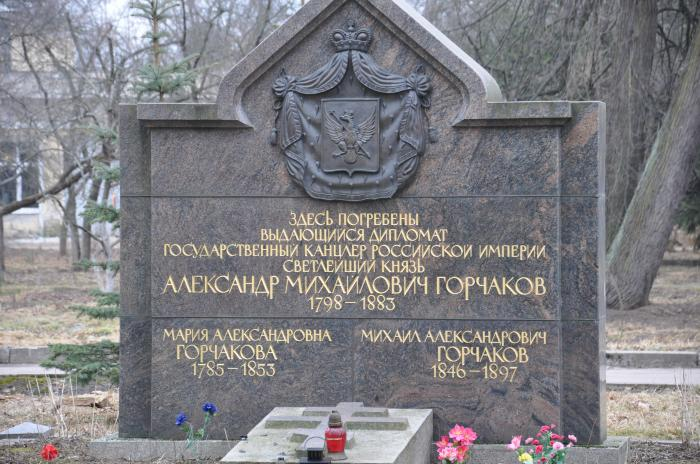 ЗДЕСЬ ПОГРЕБЕНЫ
ВЫДАЮЩИЙСЯ ДИПЛОМАТ
ГОСУДАРСТВЕННЫЙ КАНЦЛЕР РОССИЙСКОЙ ИМПЕРИИ
СВЕТЛЕЙШИЙ КНЯЗЬ
АЛЕКСАНДР МИХАЙЛОВИЧ ГОРЧАКОВ
1798–1883
МАРИЯ АЛЕКСАНДРОВНА
ГОРЧАКОВА
1785–1853
МИХАИЛ АЛЕКСАНДРОВИЧ
ГОРЧАКОВ
1846–1897